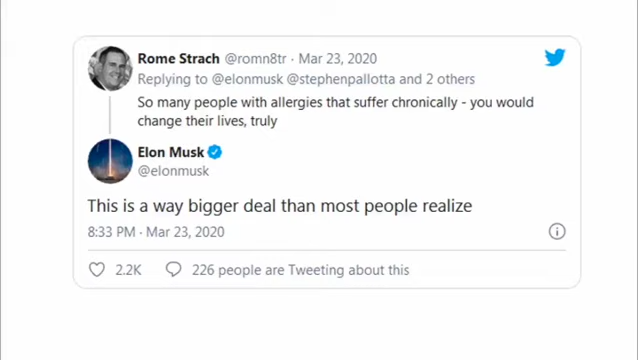 Rome Strach @romn8tr · Mar 23, 2020
Replying to @elonmusk @stephenpallotta and 2 others
So many people with allergies that suffer chronically - you would
change their lives, truly
Elon Musk
@elonmusk
This is a way bigger deal than most people realize
8:33 PM · Mar 23, 2020
2.2K 226 people are Tweeting about this